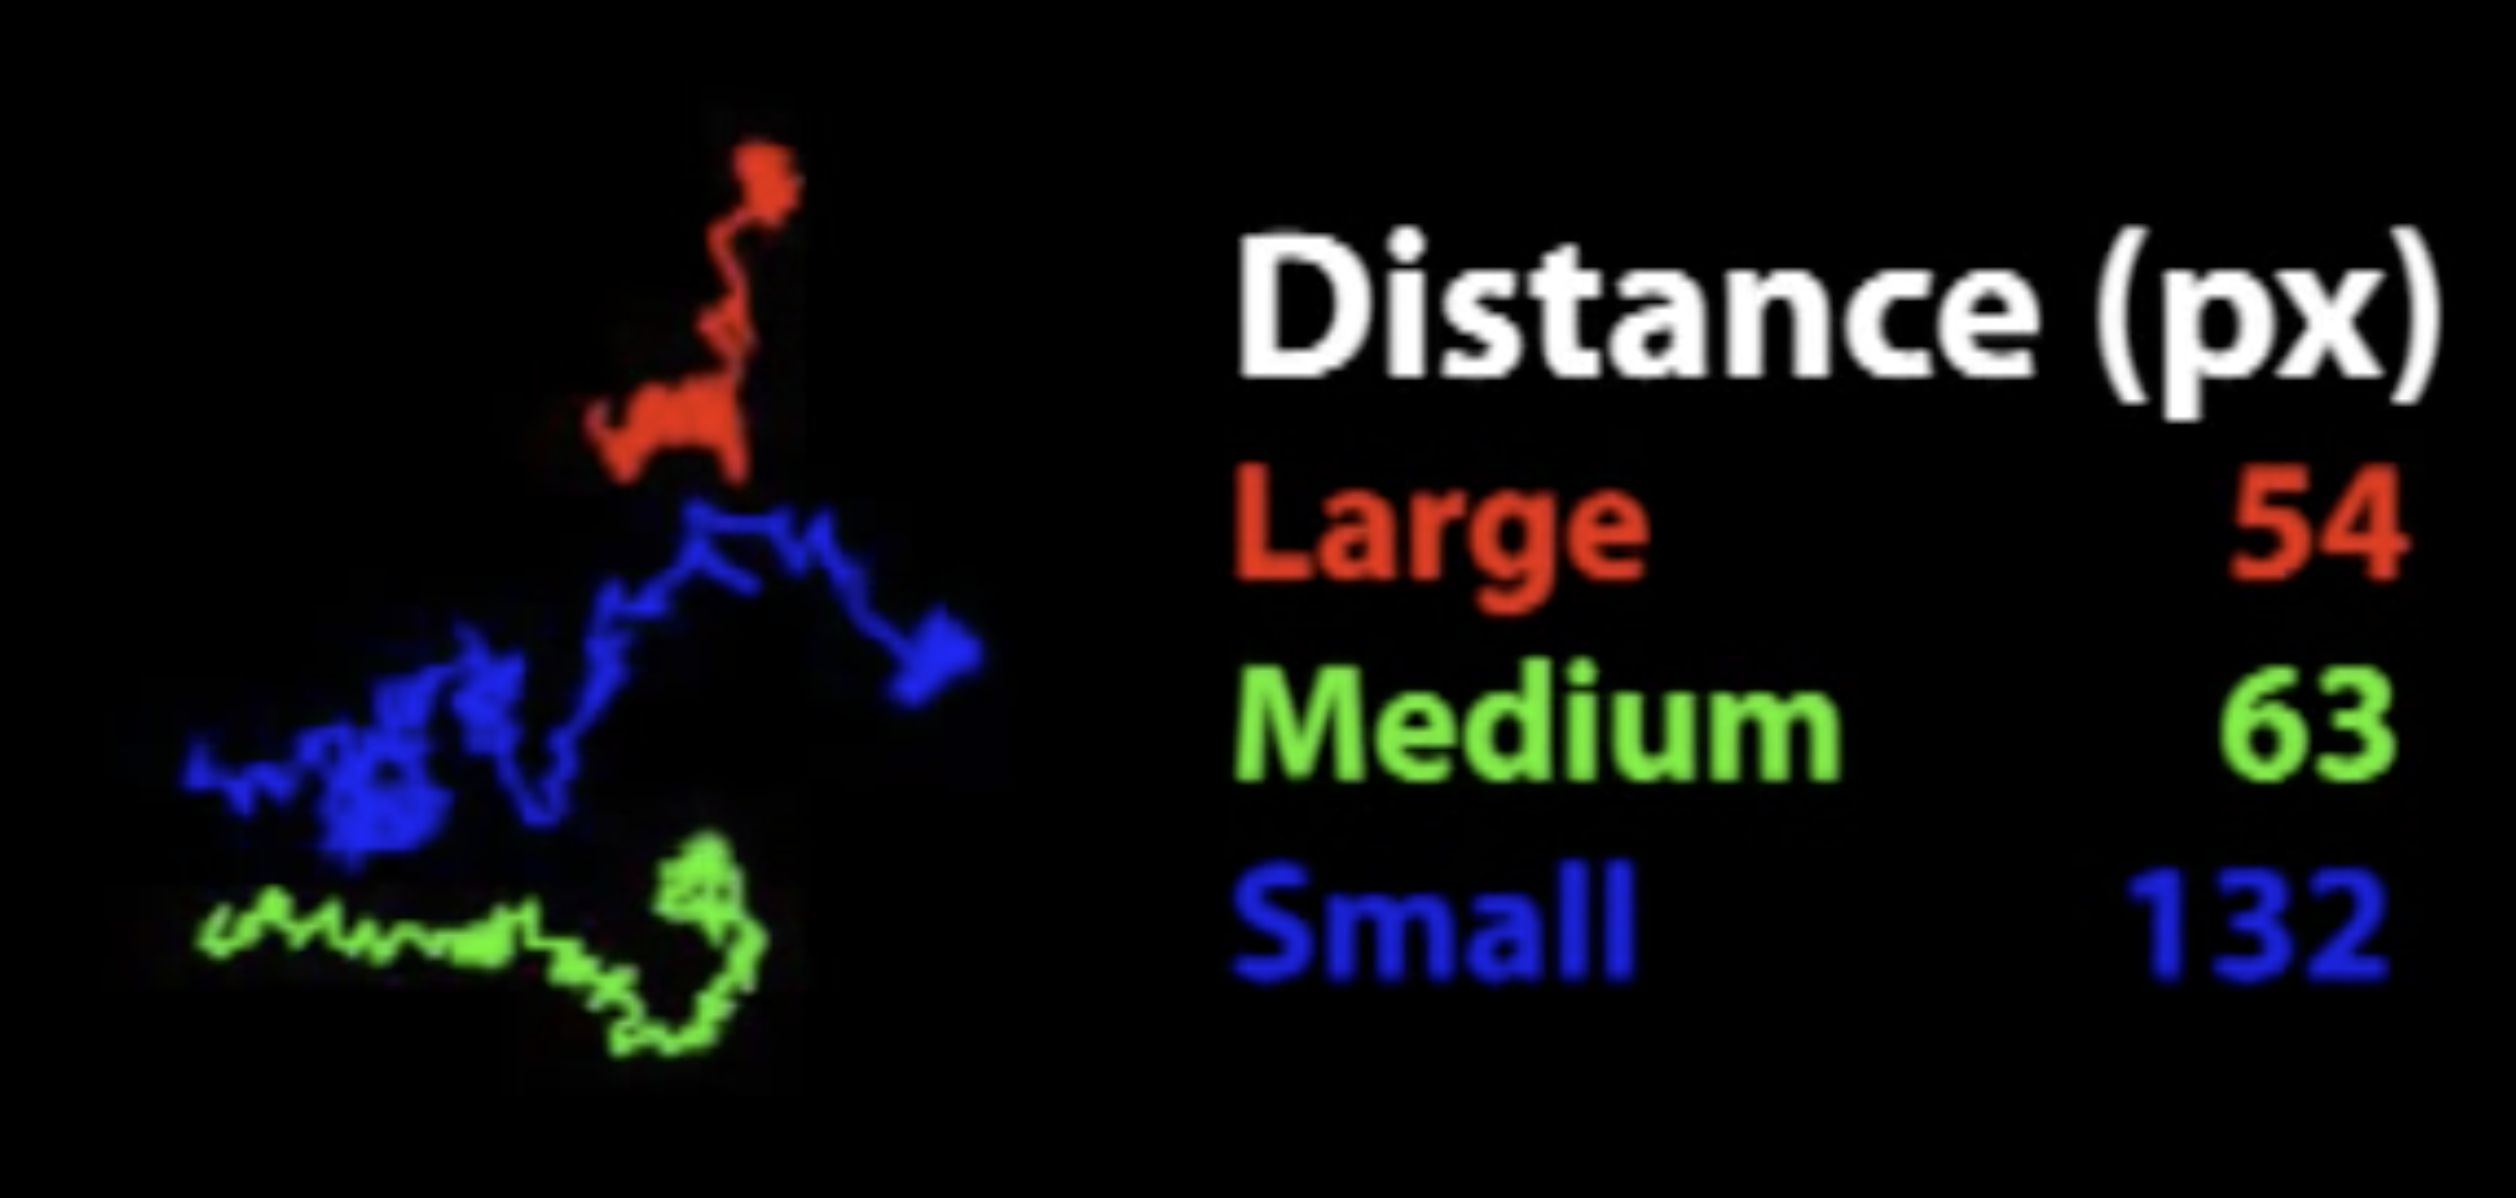 Distance (px)
Large 54
Medium 63
Small 132